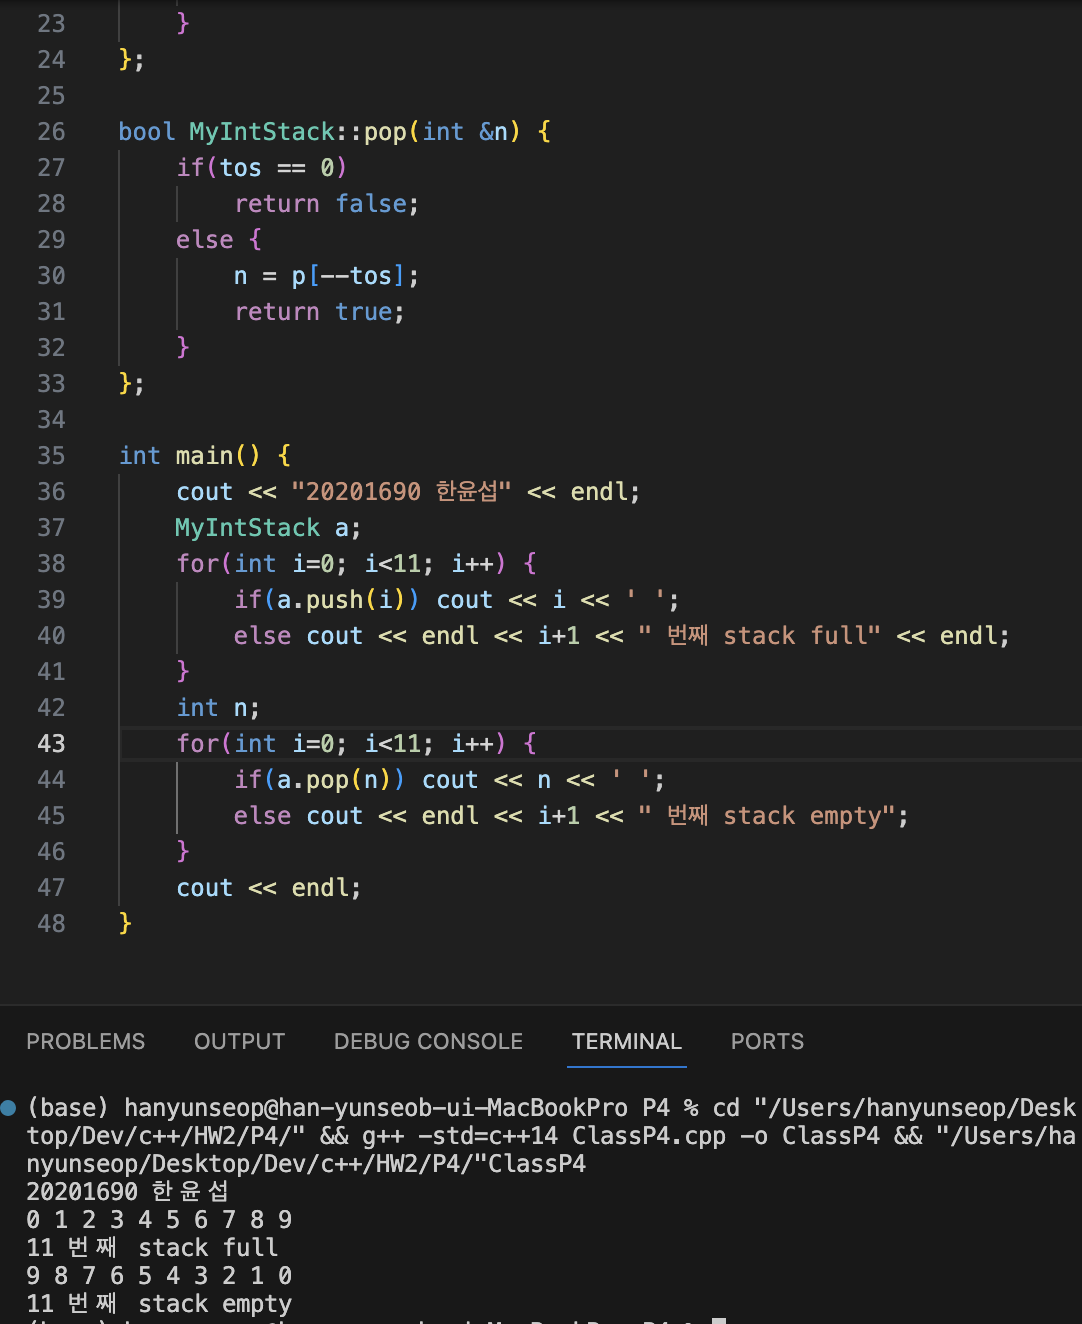 23 }
24 };
25
26 bool MyIntStack::pop(int &n) {
27 if(tos == 0)
28 return false;
29 else {
30 n = p[--tos];
31 return true;
32 }
33 };
34
35 int main() {
36 cout << "20201690 한윤섭" << endl;
37 MyIntStack a;
38 for(int i=0; i<11; i++) {
39 if(a.push(i)) cout << i << ' ';
40 else cout << endl << i+1 << " 번째 stack full" << endl;
41 }
42 int n;
43 for(int i=0; i<11; i++) {
44 if(a.pop(n)) cout << n << ' ';
45 else cout << endl << i+1 << " 번째 stack empty";
46 }
47 cout << endl;
48 }
PROBLEMS OUTPUT DEBUG CONSOLE TERMINAL PORTS
(base) hanyunseop@han-yunseob-ui-MacBookPro P4 % cd "/Users/hanyunseop/Desk
top/Dev/c++/HW2/P4/" && g++ -std=c++14 ClassP4.cpp -o ClassP4 && "/Users/ha
nyunseop/Desktop/Dev/c++/HW2/P4/"ClassP4
20201690 한윤섭
0 1 2 3 4 5 6 7 8 9
11 번째 stack full
9 8 7 6 5 4 3 2 1 0
11 번째 stack empty